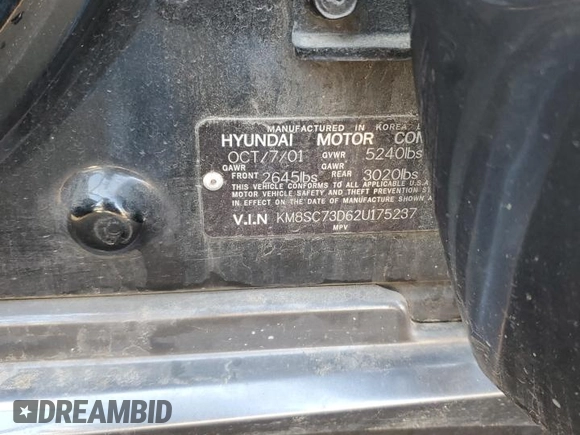 MANUFACTURED IN KOREA
HYUNDAI MOTOR
OCT/7/01 GVWR 5240lbs
GAWR FRONT 2645lbs GAWR REAR 3020lbs
THIS VEHICLE CONFORMS TO ALL APPLICABLE U.S.A
MOTOR VEHICLE SAFETY AND THEFT PREVENTION
IN EFFECT ON THE DATE OF MANUFACTURE SHOWN
V.I.N KM8SC73D62U175237
MPV
DREAMBID